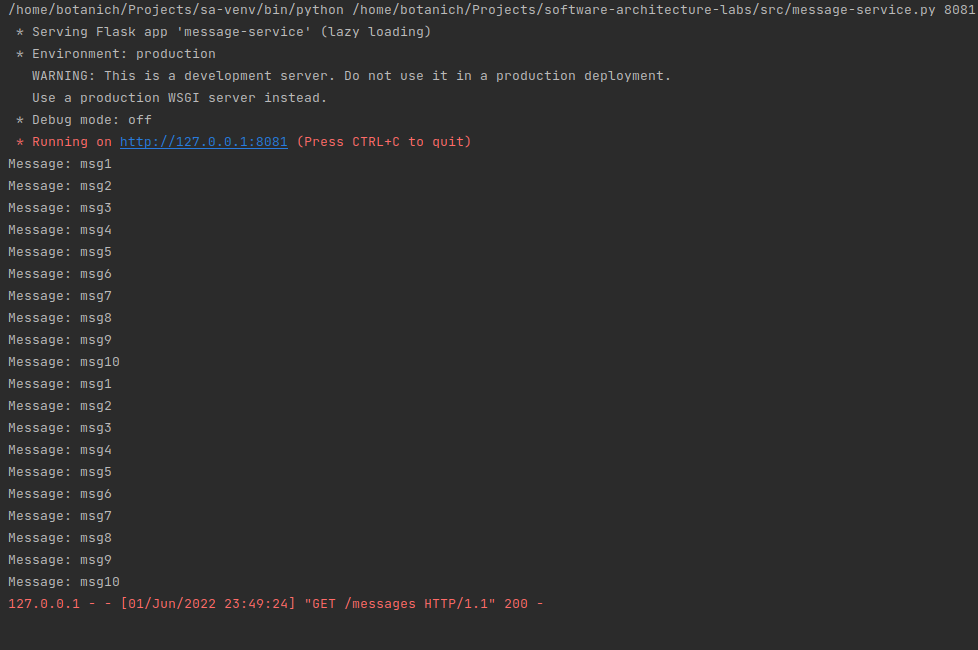 /home/botanich/Projects/sa-venv/bin/python /home/botanich/Projects/software-architecture-labs/src/message-service.py 8081
* Serving Flask app 'message-service' (lazy loading)
* Environment: production
WARNING: This is a development server. Do not use it in a production deployment.
Use a production WSGI server instead.
* Debug mode: off
* Running on http://127.0.0.1:8081 (Press CTRL+C to quit)
Message: msg1
Message: msg2
Message: msg3
Message: msg4
Message: msg5
Message: msg6
Message: msg7
Message: msg8
Message: msg9
Message: msg10
Message: msg1
Message: msg2
Message: msg3
Message: msg4
Message: msg5
Message: msg6
Message: msg7
Message: msg8
Message: msg9
Message: msg10
127.0.0.1 - - [01/Jun/2022 23:49:24] "GET /messages HTTP/1.1" 200 -